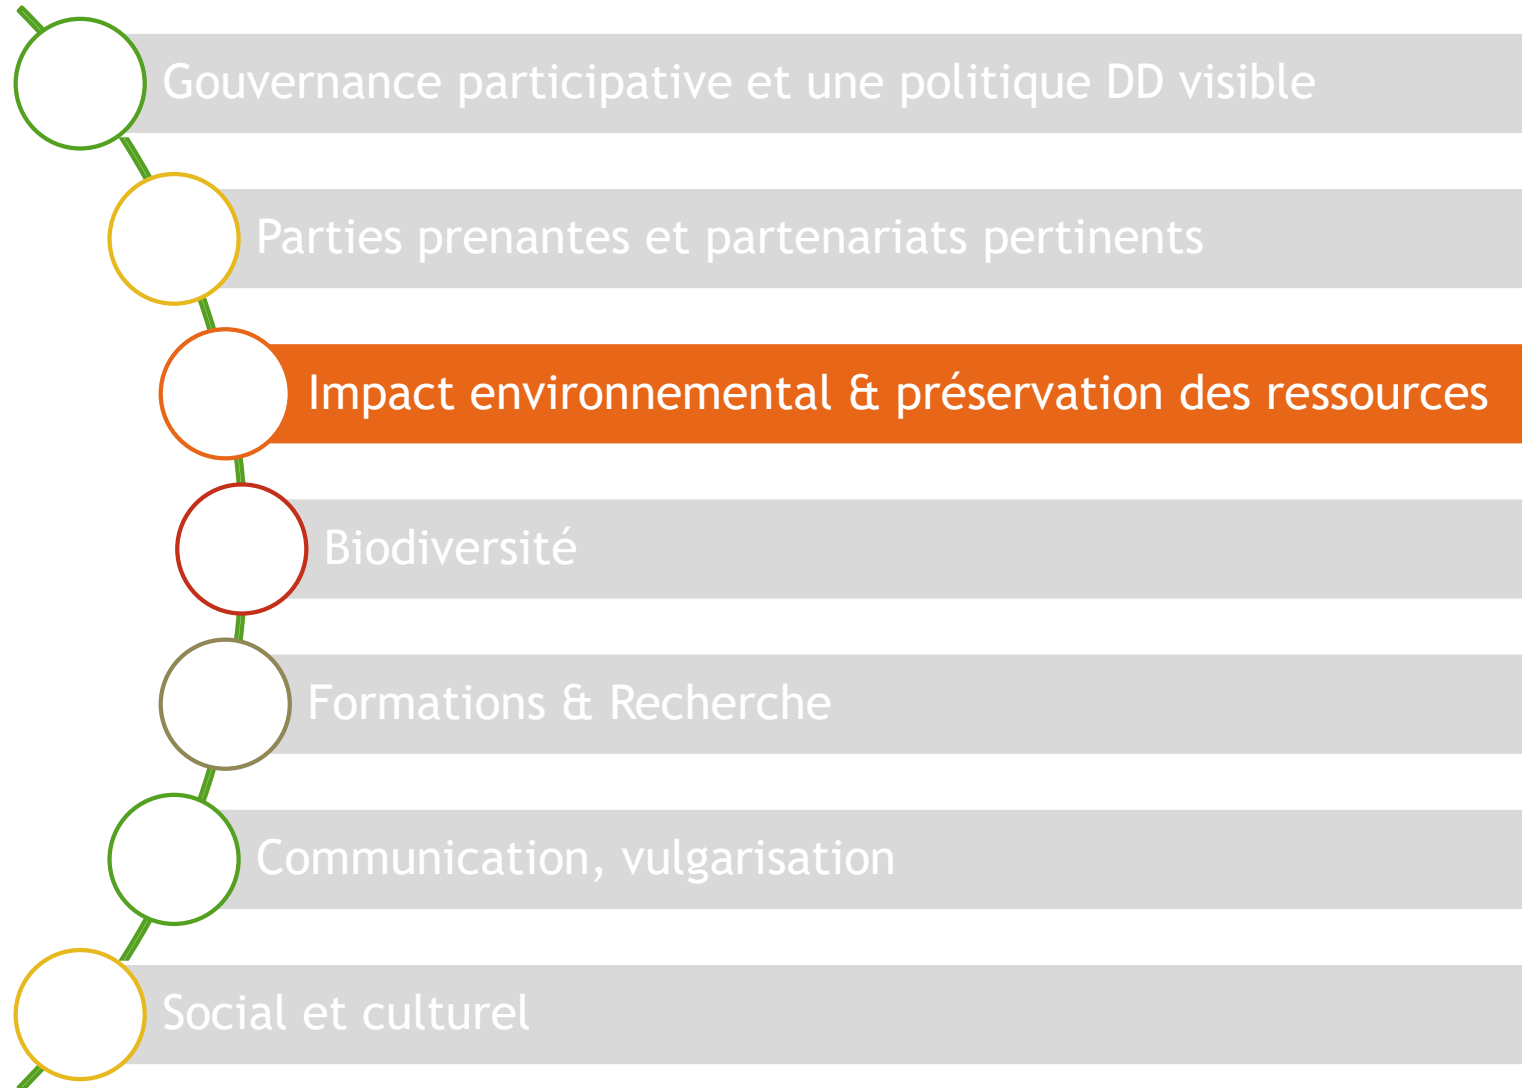 Gouvernance participative et une politique DD visible
Parties prenantes et partenariats pertinents
Impact environnemental & préservation des ressources
Biodiversité
Formations & Recherche
Communication, vulgarisation
Social et culturel